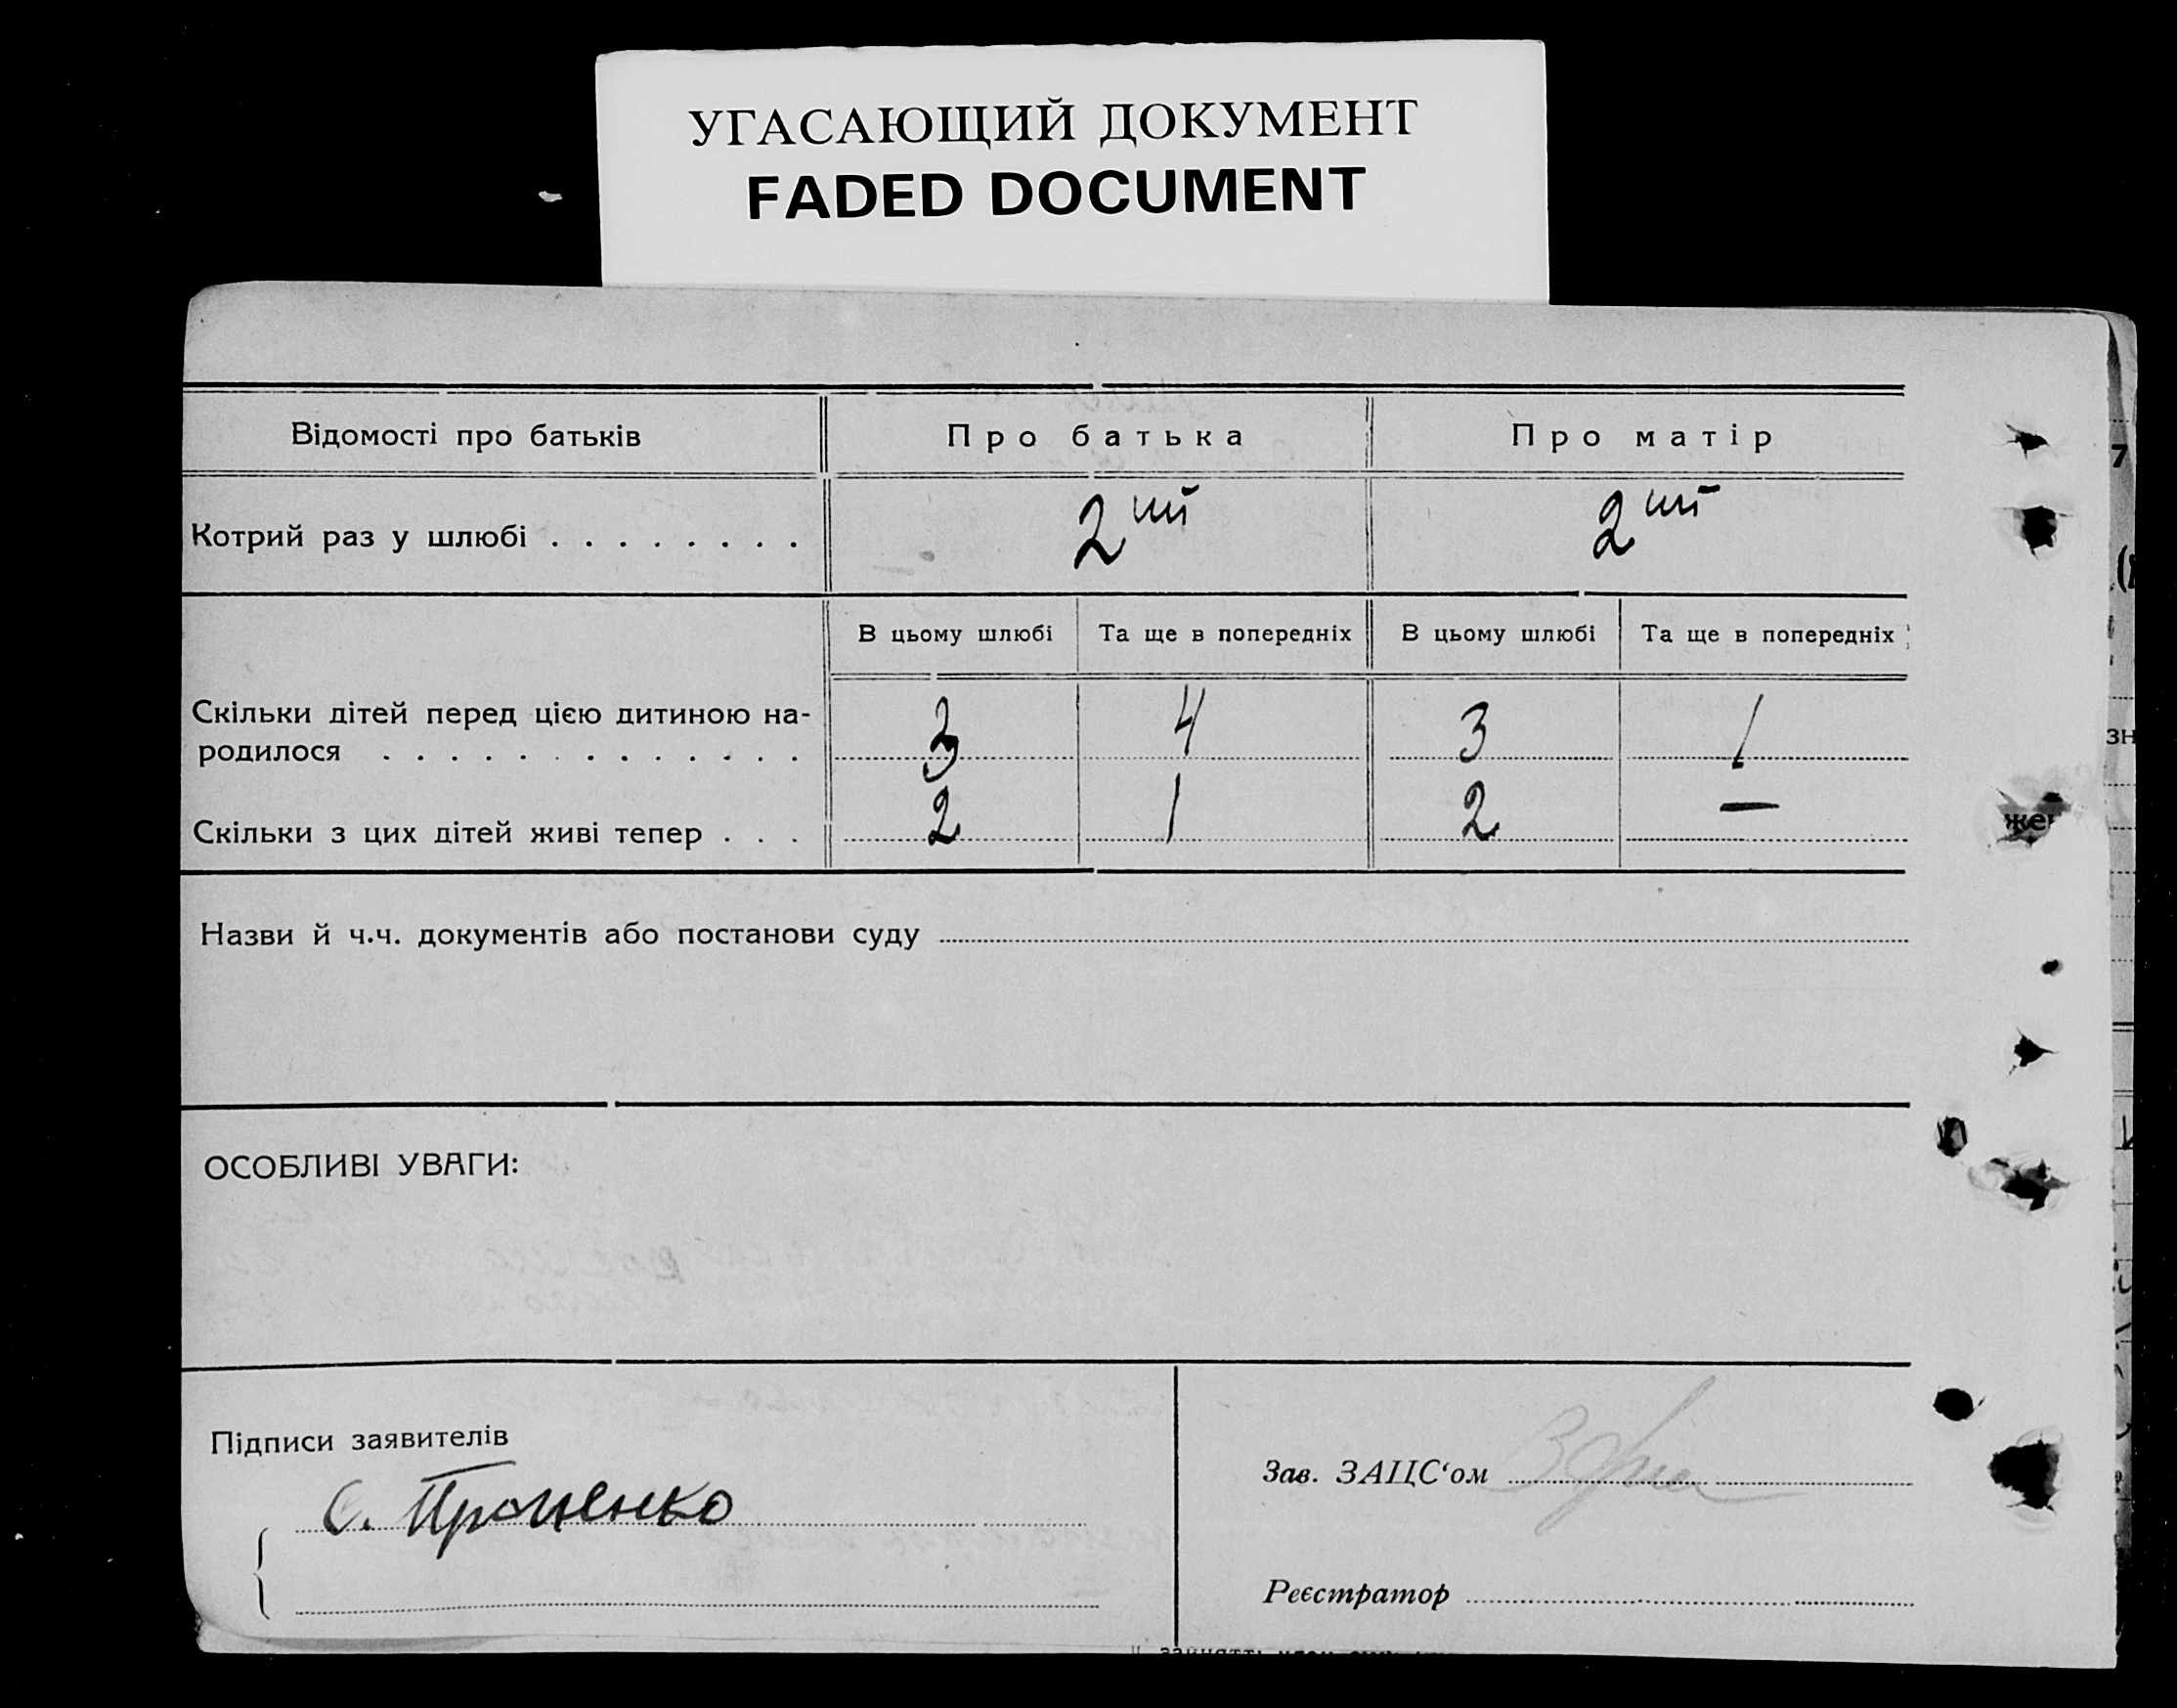 УГАСАЮЩИЙ ДОКУМЕНТ
FADED DOCUMENT
Відомості про батьків Про батька Про матір
Котрий раз у шлюбі . . . . . . . . 2ий 2ий
В цьому шлюбі Та ще в попередніх В цьому шлюбі Та ще в попередніх
Скільки дітей перед цією дитиною на-
родилося . . . . . . . . . . . . . 3 4 3 1
Скільки з цих дітей живі тепер . . . 2 1 2 —
Назви й ч.ч. документів або постанови суду
ОСОБЛИВІ УВАГИ:
Підписи заявителів
С. Проценко
Зав. ЗАЦС‘ом
Реєстратор